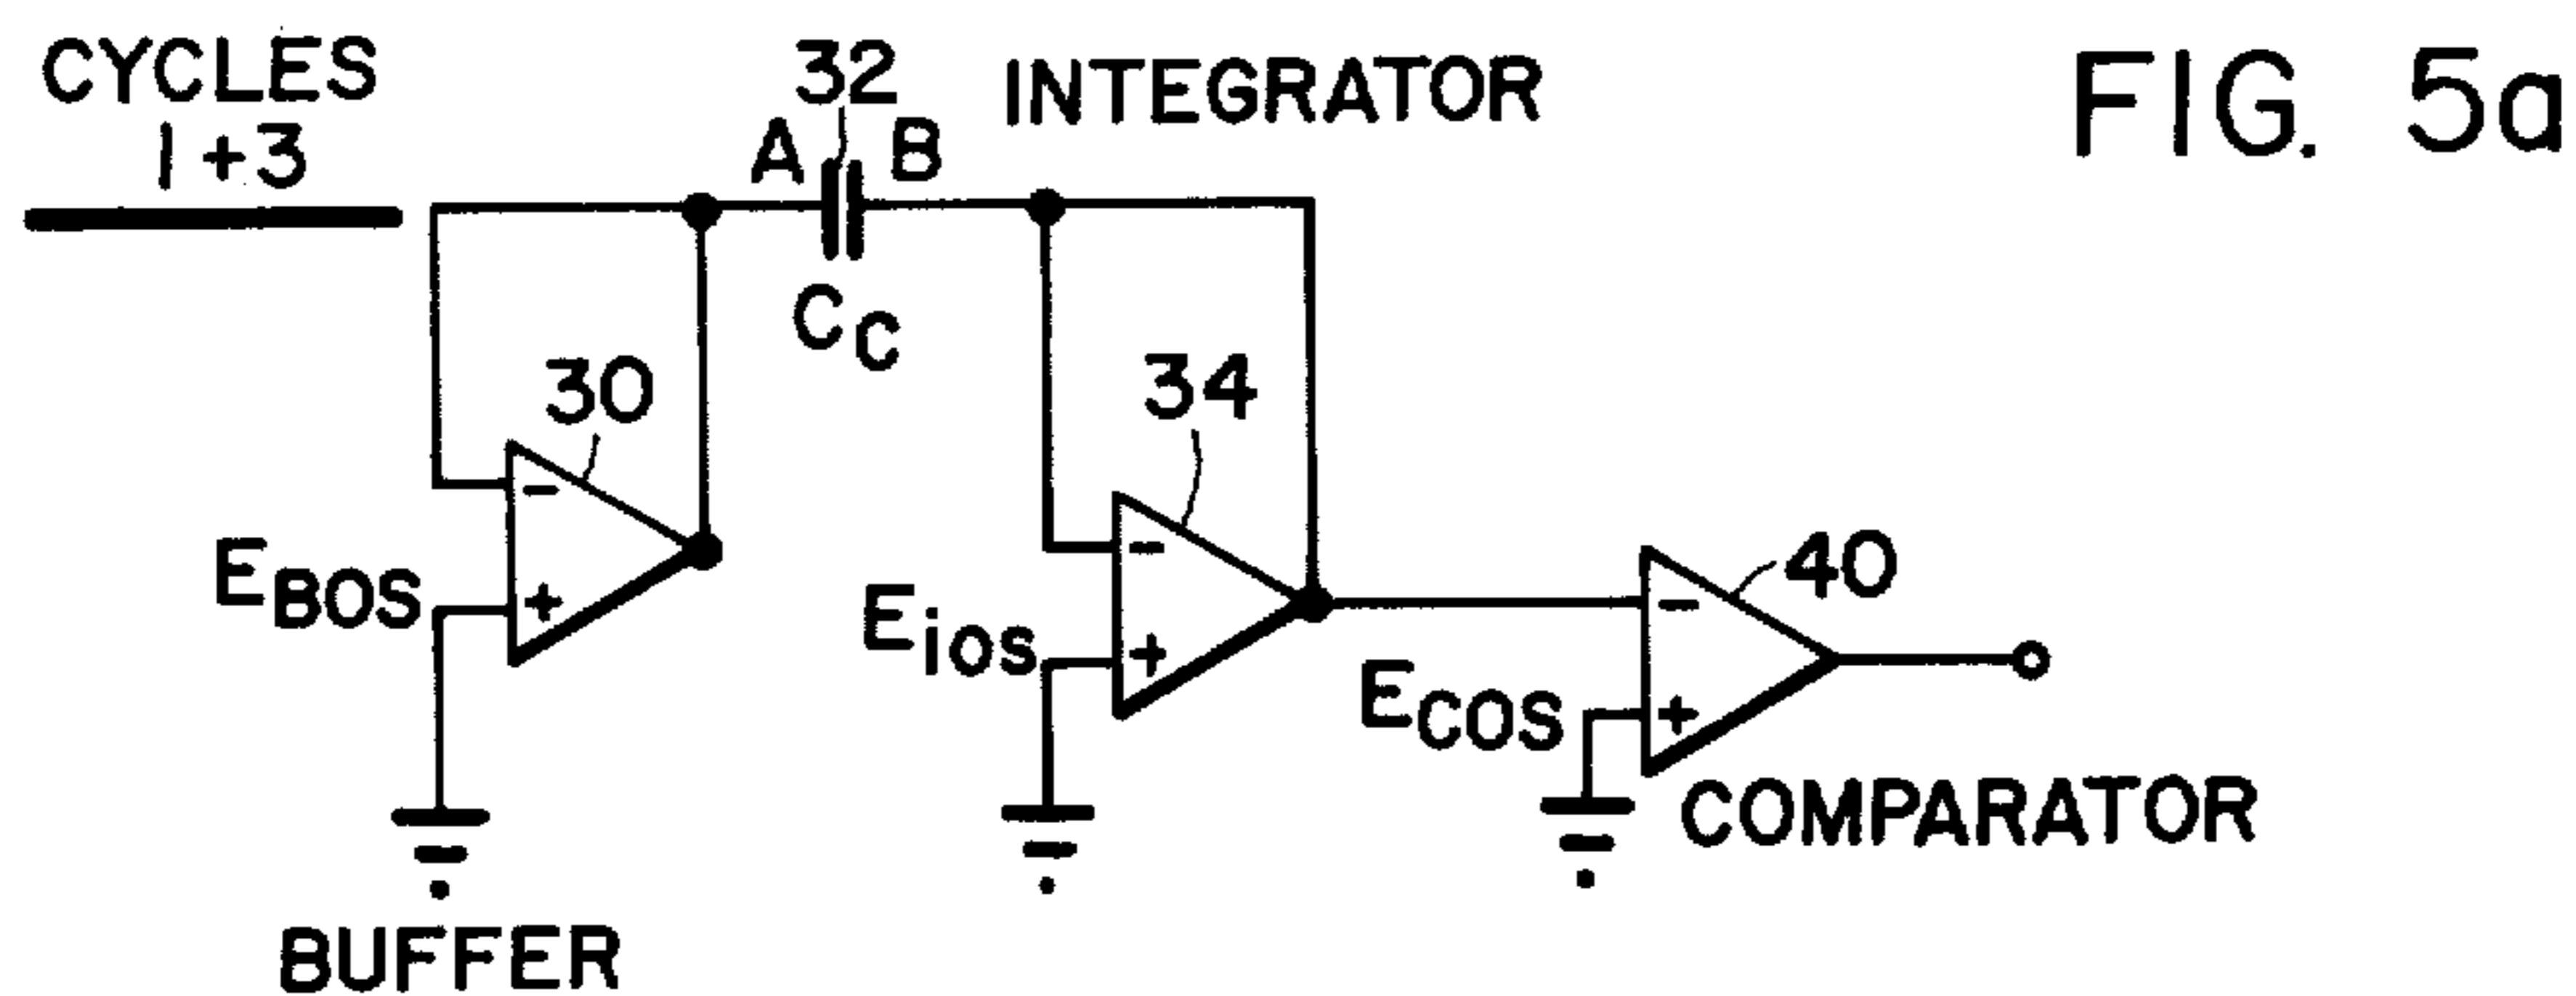 CYCLES
1+3
32
INTEGRATOR
FIG. 5a
A
B
CC
30
34
40
-
+
-
+
-
+
EBOS
Eios
ECOS
COMPARATOR
BUFFER